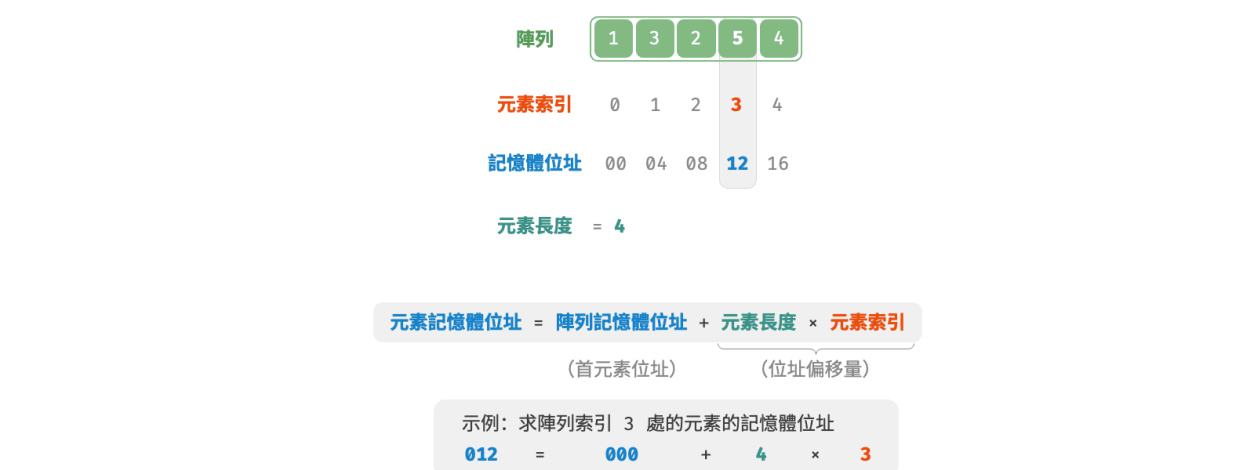 陣列 1 3 2 5 4
元素索引 0 1 2 3 4
記憶體位址 00 04 08 12 16
元素長度 = 4
元素記憶體位址 = 陣列記憶體位址 + 元素長度 × 元素索引
（首元素位址） （位址偏移量）
示例：求陣列索引 3 處的元素的記憶體位址
012 = 000 + 4 × 3